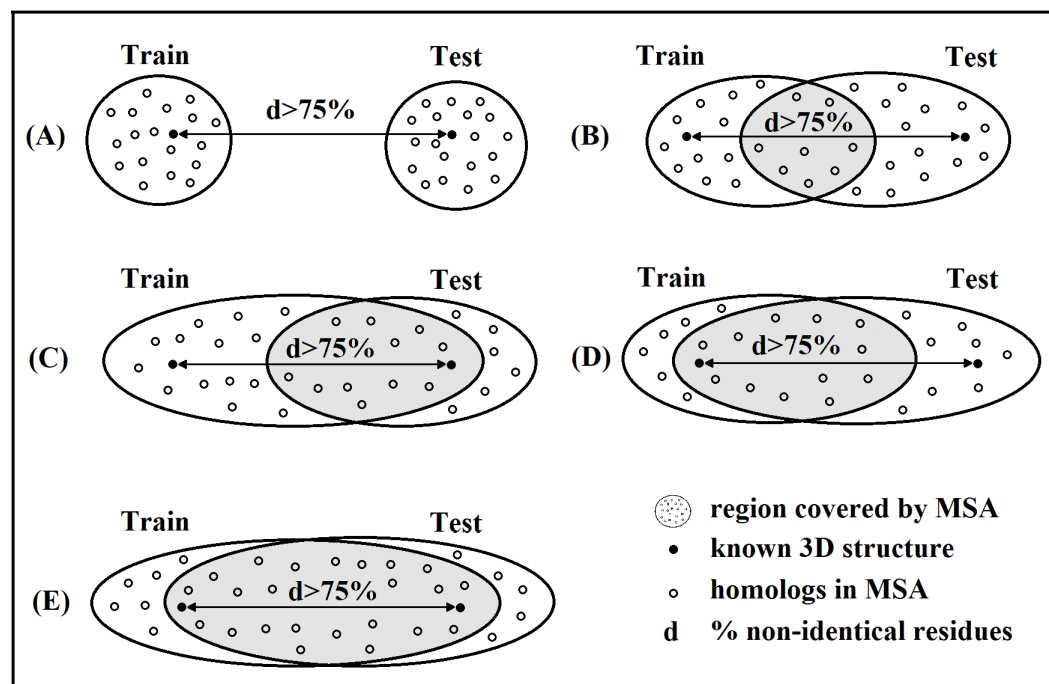 Train Test
(A) d>75%
Train Test
(B) d>75%
Train Test
(C) d>75%
Train Test
(D) d>75%
Train Test
(E) d>75%
region covered by MSA
known 3D structure
homologs in MSA
d % non-identical residues